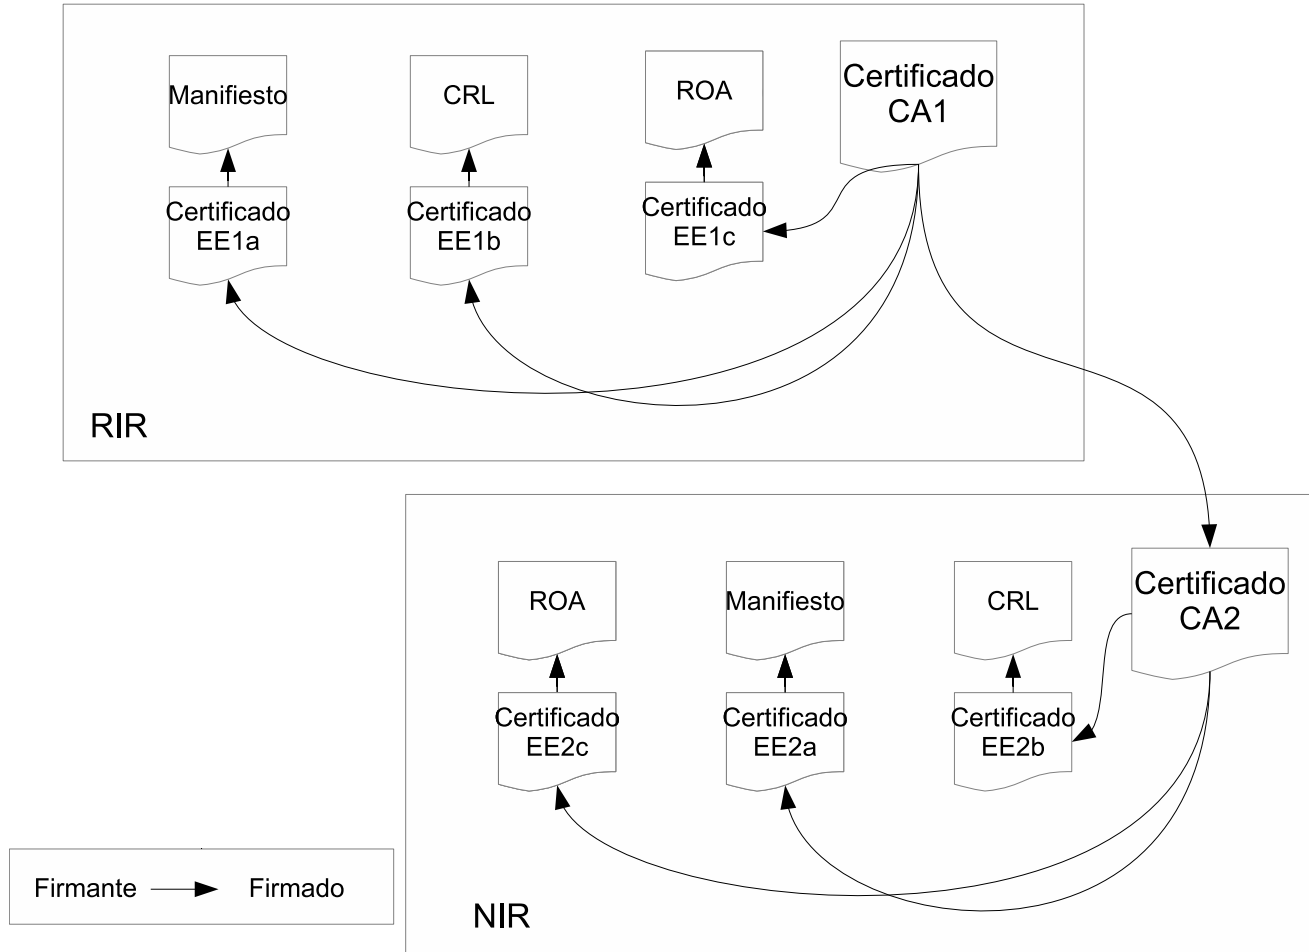 Manifiesto
CRL
ROA
Certificado
CA1
Certificado
EE1a
Certificado
EE1b
Certificado
EE1c
RIR
ROA
Manifiesto
CRL
Certificado
CA2
Certificado
EE2c
Certificado
EE2a
Certificado
EE2b
Firmante
Firmado
NIR